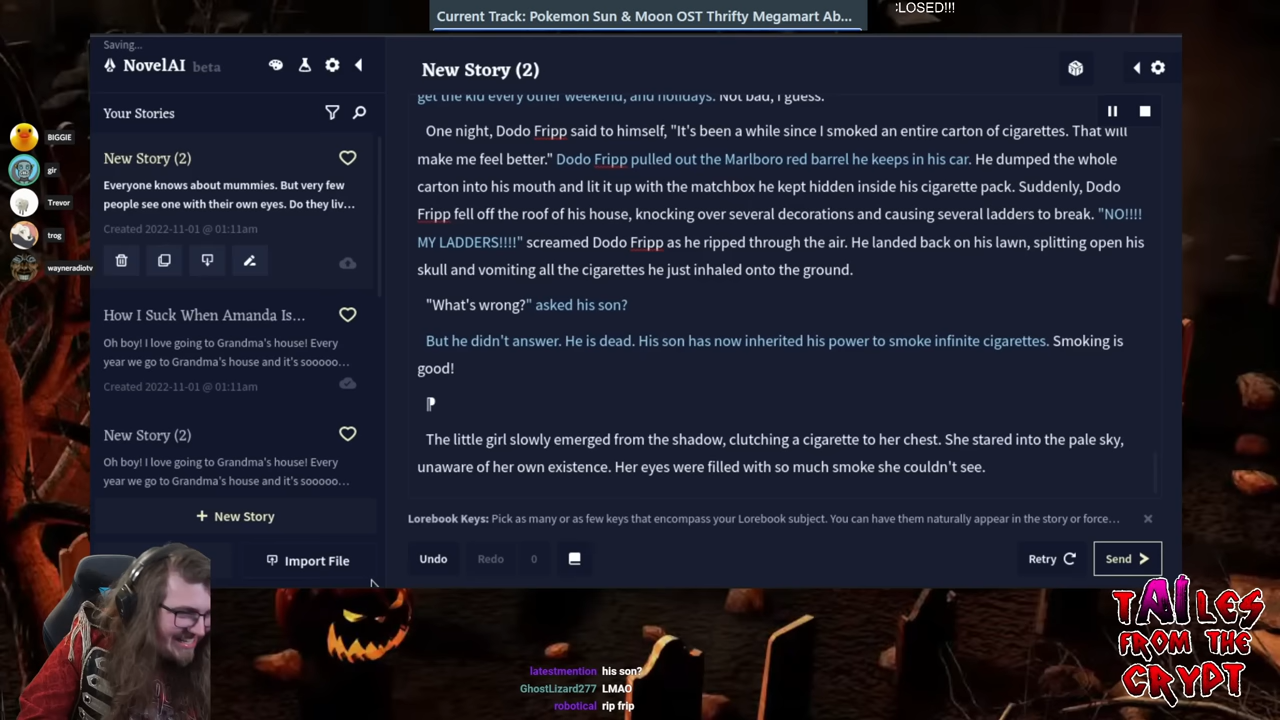 Current Track: Pokemon Sun & Moon OST Thrifty Megamart Ab...
:LOSED!!!
Saving...
NovelAI beta
Your Stories
New Story (2)
Everyone knows about mummies. But very few
people see one with their own eyes. Do they liv...
Created 2022-11-01 @ 01:11am
How I Suck When Amanda Is...
Oh boy! I love going to Grandma's house! Every
year we go to Grandma's house and it's sooooo...
Created 2022-11-01 @ 01:11am
New Story (2)
Oh boy! I love going to Grandma's house! Every
year we go to Grandma's house and it's sooooo...
+ New Story
Import File
BIGGIE
gir
Trevor
trog
wayneradiotv
New Story (2)
get the kid every other weekend, and holidays. Not bad, I guess.
One night, Dodo Fripp said to himself, "It's been a while since I smoked an entire carton of cigarettes. That will
make me feel better." Dodo Fripp pulled out the Marlboro red barrel he keeps in his car. He dumped the whole
carton into his mouth and lit it up with the matchbox he kept hidden inside his cigarette pack. Suddenly, Dodo
Fripp fell off the roof of his house, knocking over several decorations and causing several ladders to break. "NO!!!!
MY LADDERS!!!!" screamed Dodo Fripp as he ripped through the air. He landed back on his lawn, splitting open his
skull and vomiting all the cigarettes he just inhaled onto the ground.
"What's wrong?" asked his son?
But he didn't answer. He is dead. His son has now inherited his power to smoke infinite cigarettes. Smoking is
good!
⁋
The little girl slowly emerged from the shadow, clutching a cigarette to her chest. She stared into the pale sky,
unaware of her own existence. Her eyes were filled with so much smoke she couldn't see.
Lorebook Keys: Pick as many or as few keys that encompass your Lorebook subject. You can have them naturally appear in the story or force...
Undo
Redo
0
Retry
Send
latestmention his son?
GhostLizard277 LMAO
robotical rip frip
TAILES
FROM THE
CRYPT